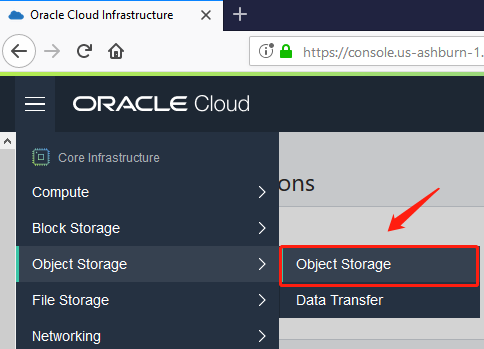 Oracle Cloud Infrastructure
https://console.us-ashburn-1.
ORACLE Cloud
Core Infrastructure
ons
Compute
Block Storage
Object Storage
Object Storage
File Storage
Data Transfer
Networking